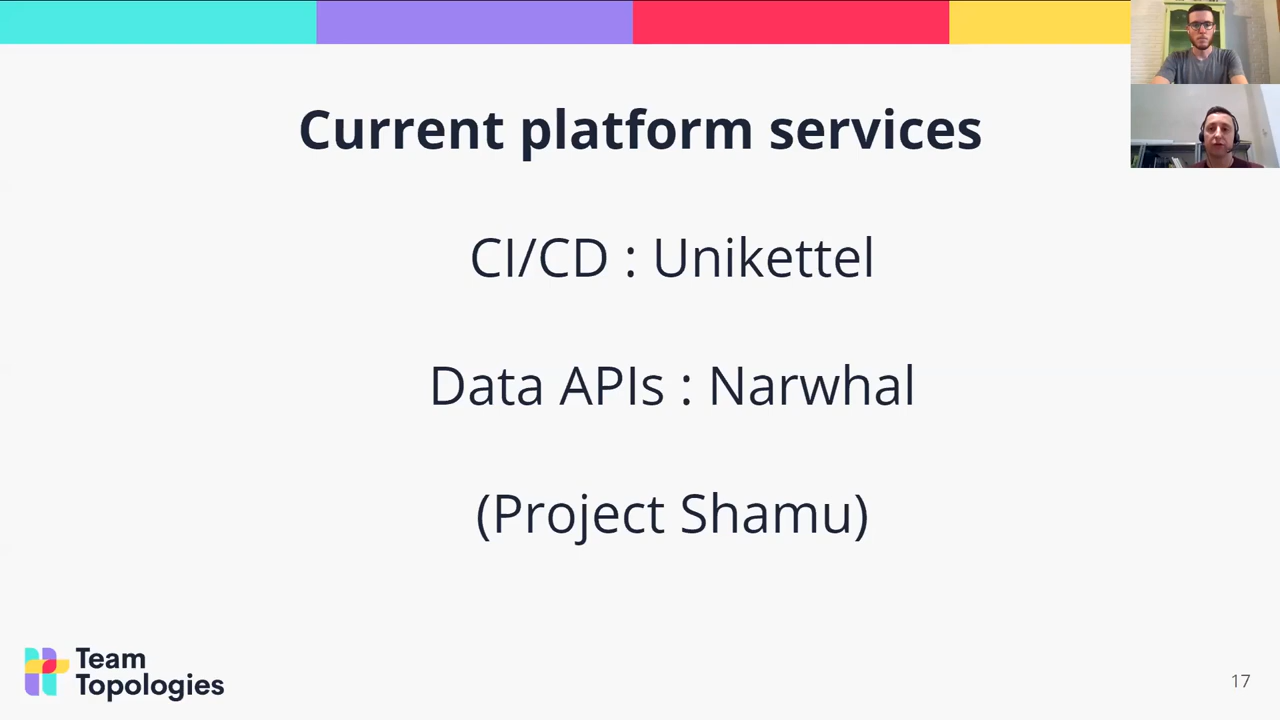 Current platform services
CI/CD : Unikettel
Data APIs : Narwhal
(Project Shamu)
Team
Topologies
17